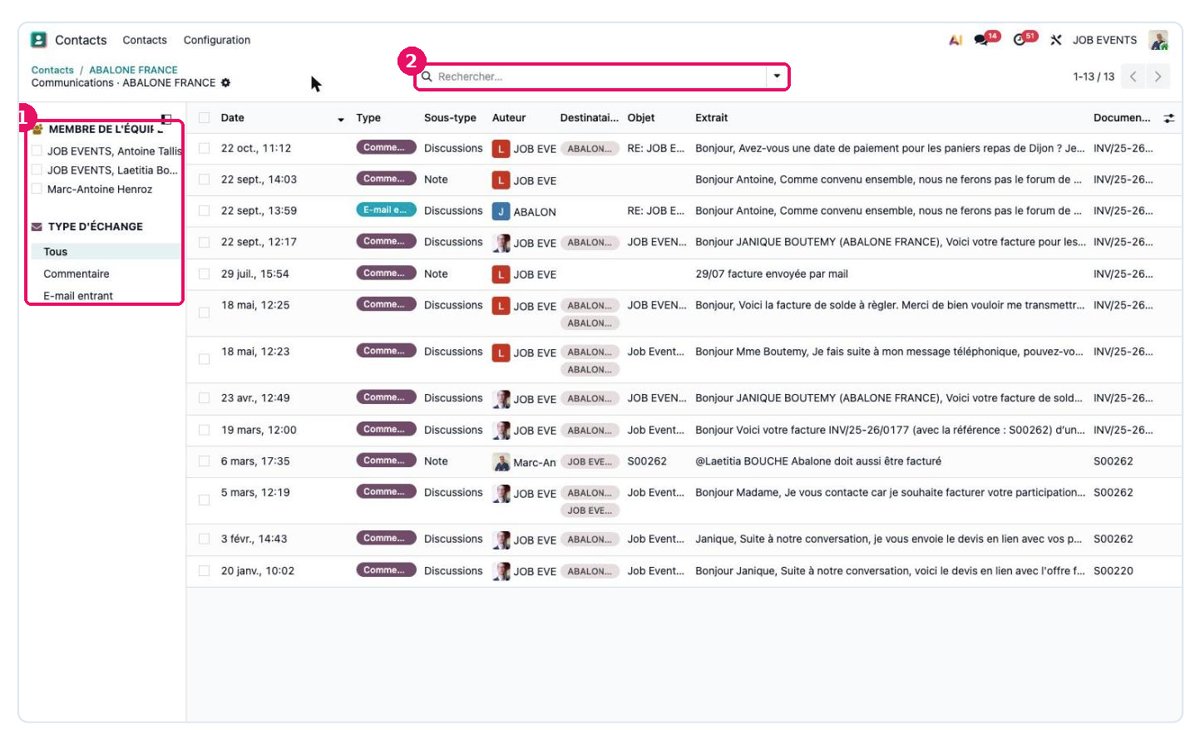 Contacts Contacts Configuration
AI 14 51 JOB EVENTS
Contacts / ABALONE FRANCE
Communications · ABALONE FRANCE
2 Rechercher...
1-13 / 13
1
MEMBRE DE L'ÉQUIP
JOB EVENTS, Antoine Tallis
JOB EVENTS, Laetitia Bo...
Marc-Antoine Henroz
TYPE D'ÉCHANGE
Tous
Commentaire
E-mail entrant
Date Type Sous-type Auteur Destinatai... Objet Extrait Documen...
22 oct., 11:12 Comme... Discussions L JOB EVE ABALON... RE: JOB E... Bonjour, Avez-vous une date de paiement pour les paniers repas de Dijon ? Je... INV/25-26...
22 sept., 14:03 Comme... Note L JOB EVE Bonjour Antoine, Comme convenu ensemble, nous ne ferons pas le forum de ... INV/25-26...
22 sept., 13:59 E-mail e... Discussions J ABALON RE: JOB E... Bonjour Antoine, Comme convenu ensemble, nous ne ferons pas le forum de ... INV/25-26...
22 sept., 12:17 Comme... Discussions JOB EVE ABALON... JOB EVEN... Bonjour JANIQUE BOUTEMY (ABALONE FRANCE), Voici votre facture pour les... INV/25-26...
29 juil., 15:54 Comme... Note L JOB EVE 29/07 facture envoyée par mail INV/25-26...
18 mai, 12:25 Comme... Discussions L JOB EVE ABALON... JOB EVEN... Bonjour, Voici la facture de solde à règler. Merci de bien vouloir me transmettr... INV/25-26...
ABALON...
18 mai, 12:23 Comme... Discussions L JOB EVE ABALON... Job Event... Bonjour Mme Boutemy, Je fais suite à mon message téléphonique, pouvez-vo... INV/25-26...
ABALON...
23 avr., 12:49 Comme... Discussions JOB EVE ABALON... JOB EVEN... Bonjour JANIQUE BOUTEMY (ABALONE FRANCE), Voici votre facture de sold... INV/25-26...
19 mars, 12:00 Comme... Discussions JOB EVE ABALON... Job Event... Bonjour Voici votre facture INV/25-26/0177 (avec la référence : S00262) d'un... INV/25-26...
6 mars, 17:35 Comme... Note Marc-An JOB EVE... S00262 @Laetitia BOUCHE Abalone doit aussi être facturé S00262
5 mars, 12:19 Comme... Discussions JOB EVE ABALON... Job Event... Bonjour Madame, Je vous contacte car je souhaite facturer votre participation... S00262
JOB EVE...
3 févr., 14:43 Comme... Discussions JOB EVE ABALON... Job Event... Janique, Suite à notre conversation, je vous envoie le devis en lien avec vos p... S00262
20 janv., 10:02 Comme... Discussions JOB EVE ABALON... Job Event... Bonjour Janique, Suite à notre conversation, voici le devis en lien avec l'offre f... S00220